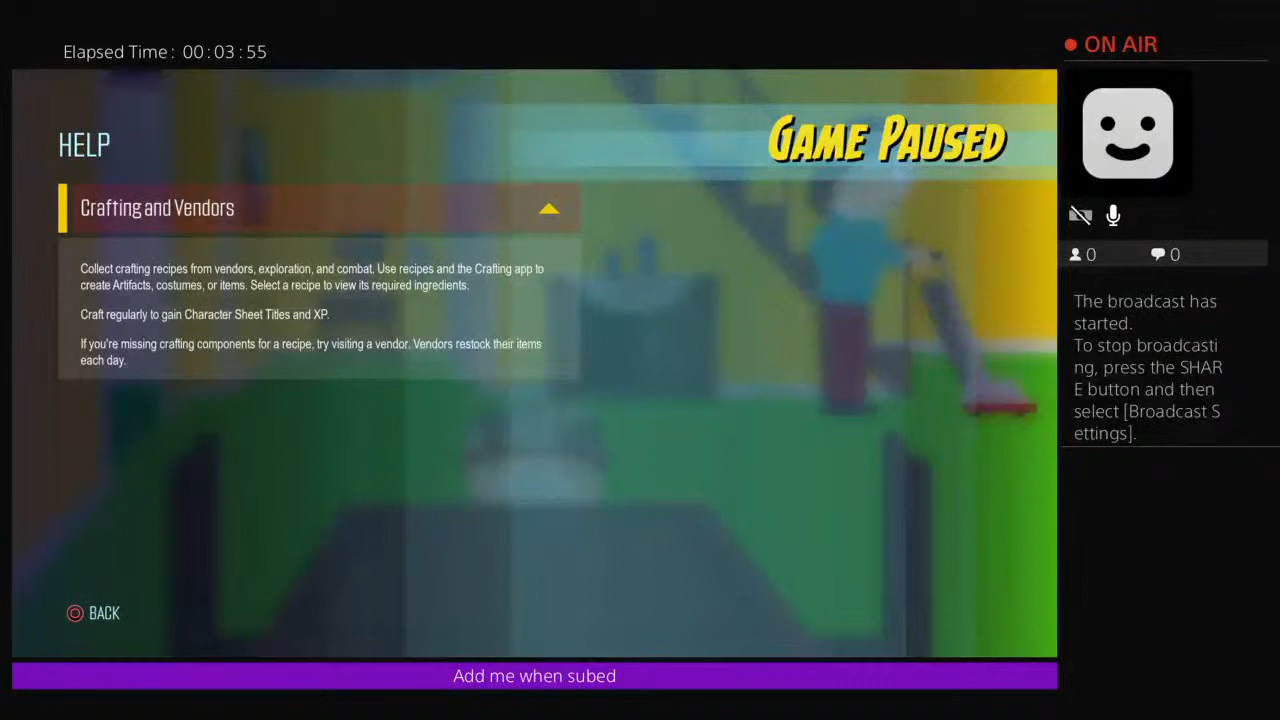 Elapsed Time: 00:03:55
ON AIR
HELP
GAME PAUSED
Crafting and Vendors
Collect crafting recipes from vendors, exploration, and combat. Use recipes and the Crafting app to
create Artifacts, costumes, or items. Select a recipe to view its required ingredients.
Craft regularly to gain Character Sheet Titles and XP.
If you're missing crafting components for a recipe, try visiting a vendor. Vendors restock their items
each day.
BACK
0 0
The broadcast has
started.
To stop broadcasti
ng, press the SHAR
E button and then
select [Broadcast S
ettings].
Add me when subed